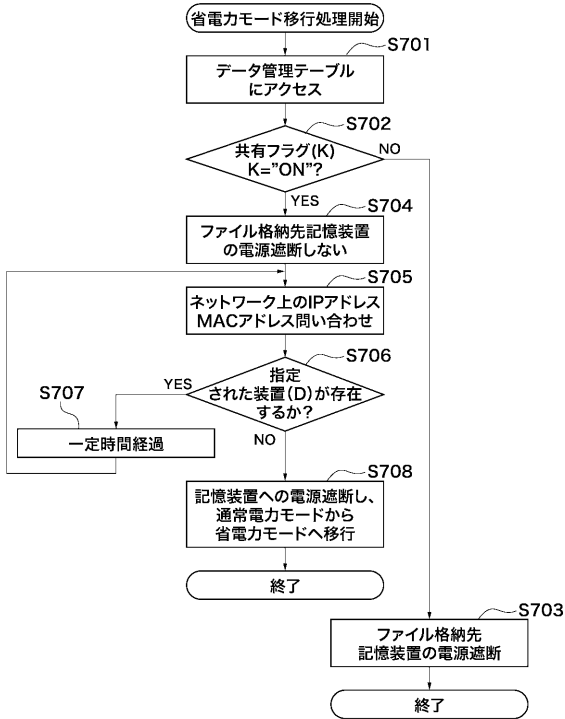 省電力モード移行処理開始
S701
データ管理テーブル
にアクセス
S702
共有フラグ(K)
K="ON"?
NO
YES
S704
ファイル格納先記憶装置
の電源遮断しない
S705
ネットワーク上のIPアドレス
MACアドレス問い合わせ
S706
指定
された装置(D)が存在
するか?
YES
S707
一定時間経過
NO
S708
記憶装置への電源遮断し、
通常電力モードから
省電力モードへ移行
終了
S703
ファイル格納先
記憶装置の電源遮断
終了